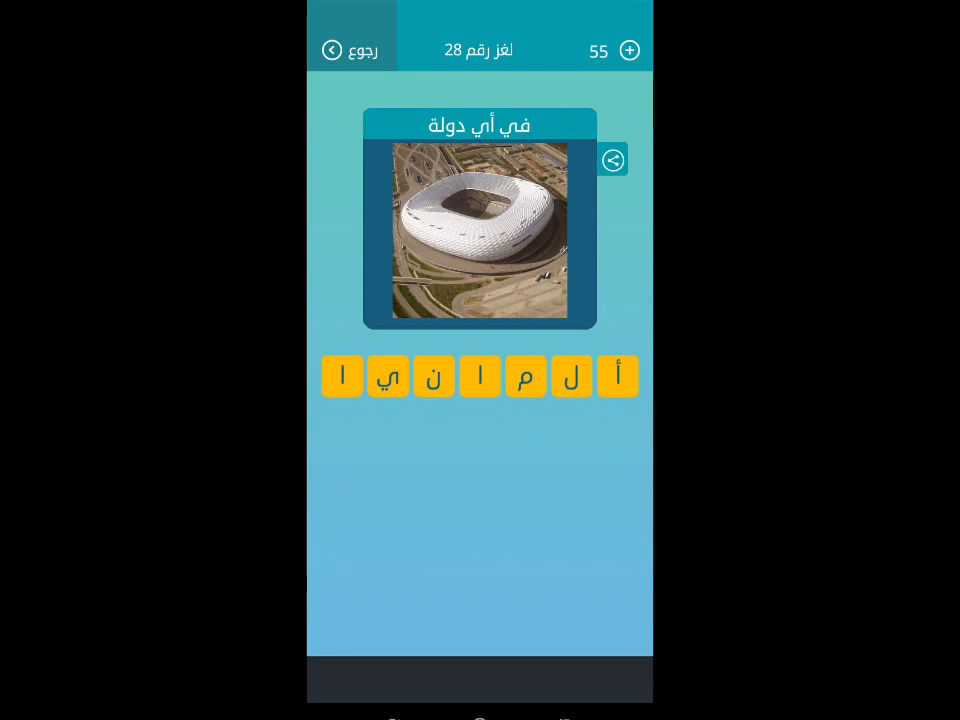 رجوع
لغز رقم 28
55
في أي دولة
أ ل م ا ن ي ا